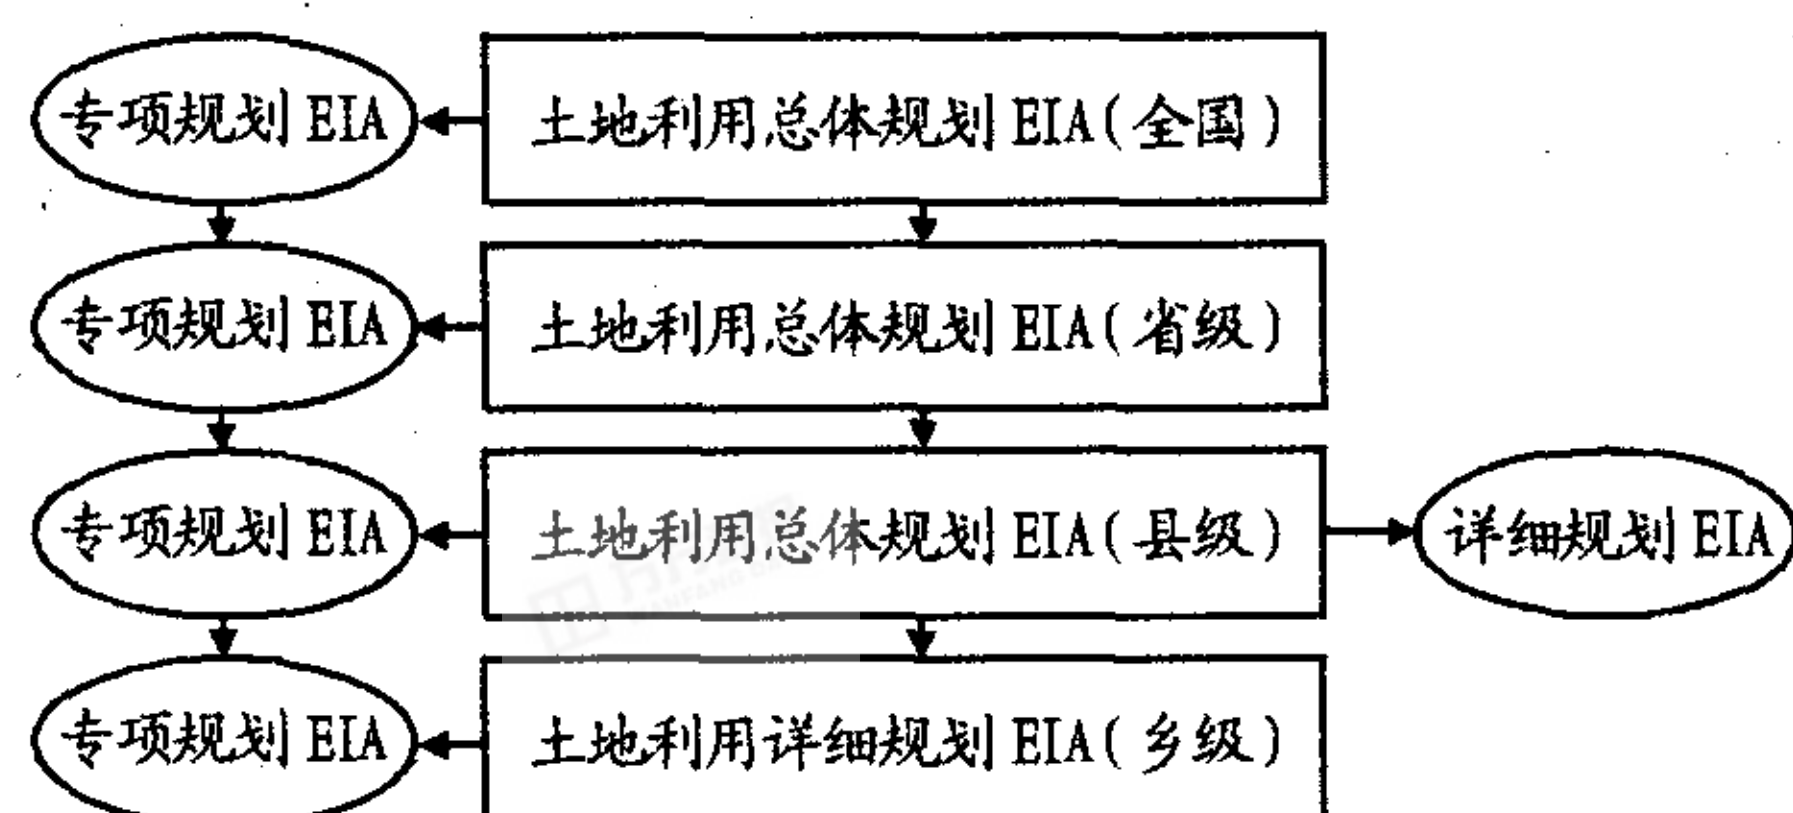 专项规划 EIA
土地利用总体规划 EIA(全国)
专项规划 EIA
土地利用总体规划 EIA(省级)
专项规划 EIA
土地利用总体规划 EIA(县级)
详细规划 EIA
专项规划 EIA
土地利用详细规划 EIA(乡级)